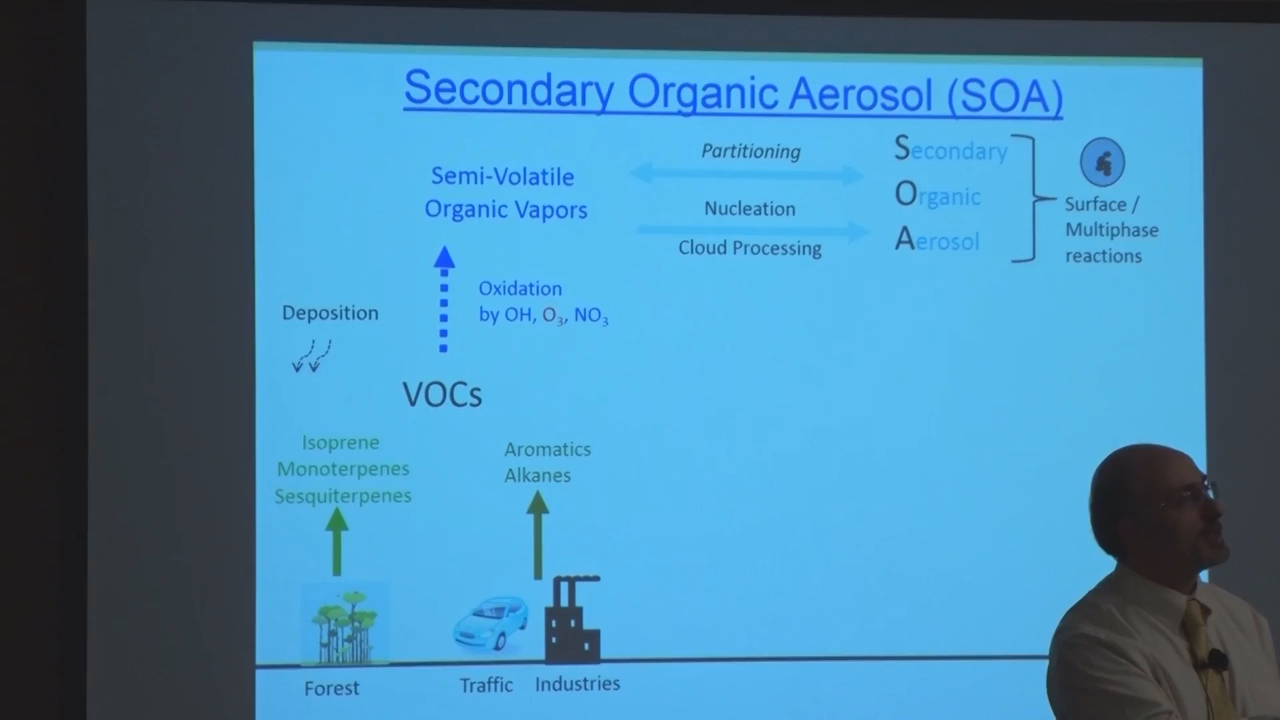 Secondary Organic Aerosol (SOA)
Semi-Volatile
Organic Vapors
Partitioning
Nucleation
Cloud Processing
Secondary
Organic
Aerosol
Surface /
Multiphase
reactions
Oxidation
by OH, O₃, NO₃
Deposition
VOCs
Isoprene
Monoterpenes
Sesquiterpenes
Aromatics
Alkanes
Forest
Traffic
Industries